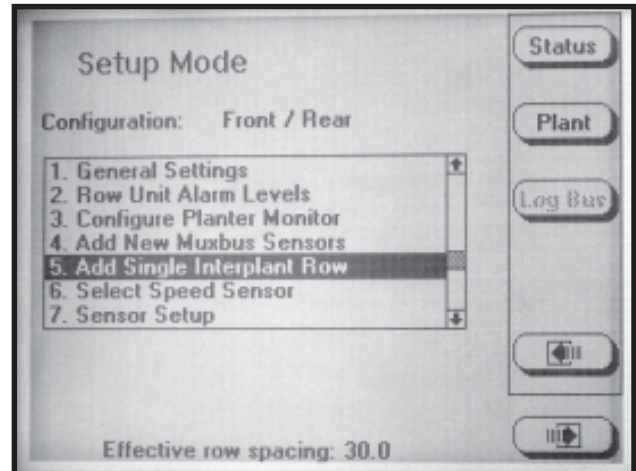 Setup Mode
Configuration: Front / Rear
1. General Settings
2. Row Unit Alarm Levels
3. Configure Planter Monitor
4. Add New Muxbus Sensors
5. Add Single Interplant Row
6. Select Speed Sensor
7. Sensor Setup
Effective row spacing: 30.0
Status
Plant
Log Bus